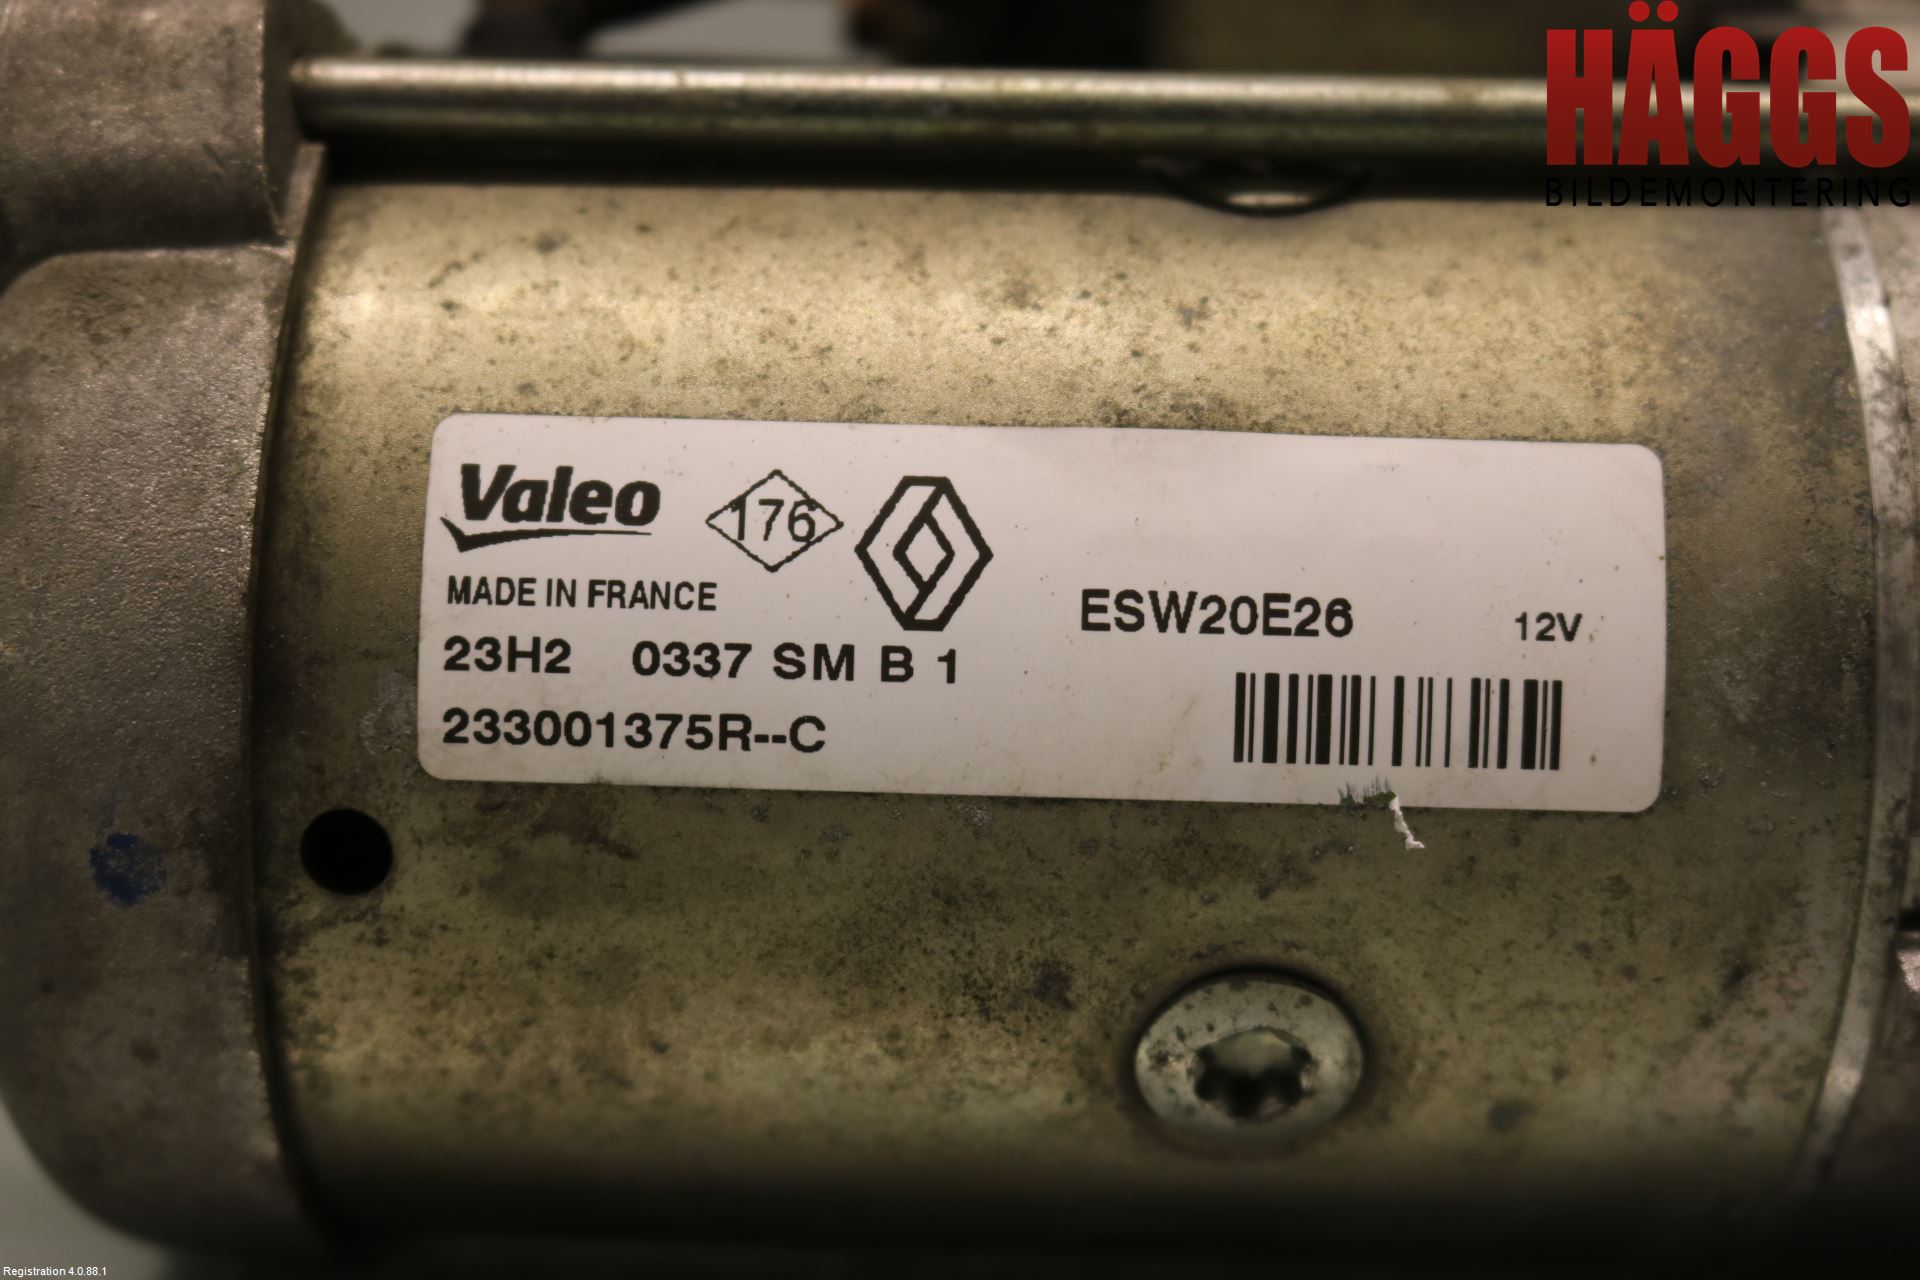 HÄGGS
BILDEMONTERING
Valeo
176
MADE IN FRANCE
ESW20E26 12V
23H2 0337 SM B 1
233001375R--C
Registration 4.0.88.1